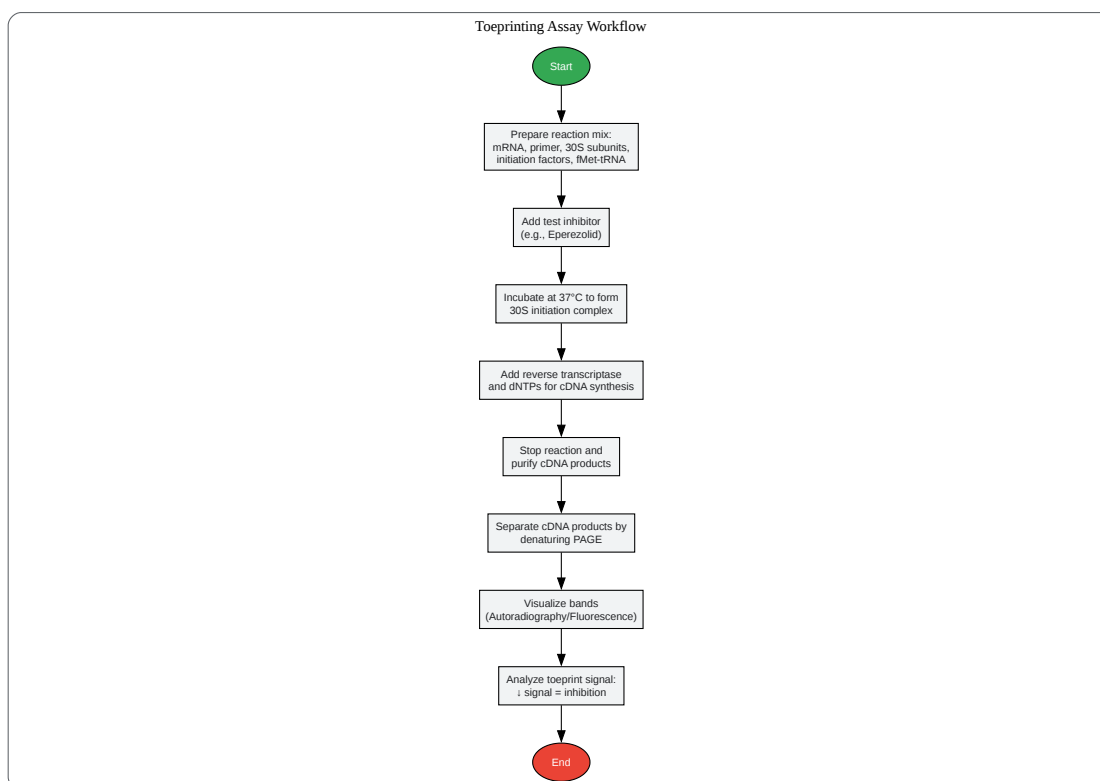 Toeprinting Assay Workflow
Start
Prepare reaction mix:
mRNA, primer, 30S subunits,
initiation factors, fMet-tRNA
Add test inhibitor
(e.g., Eperezolid)
Incubate at 37°C to form
30S initiation complex
Add reverse transcriptase
and dNTPs for cDNA synthesis
Stop reaction and
purify cDNA products
Separate cDNA products by
denaturing PAGE
Visualize bands
(Autoradiography/Fluorescence)
Analyze toeprint signal:
↓ signal = inhibition
End